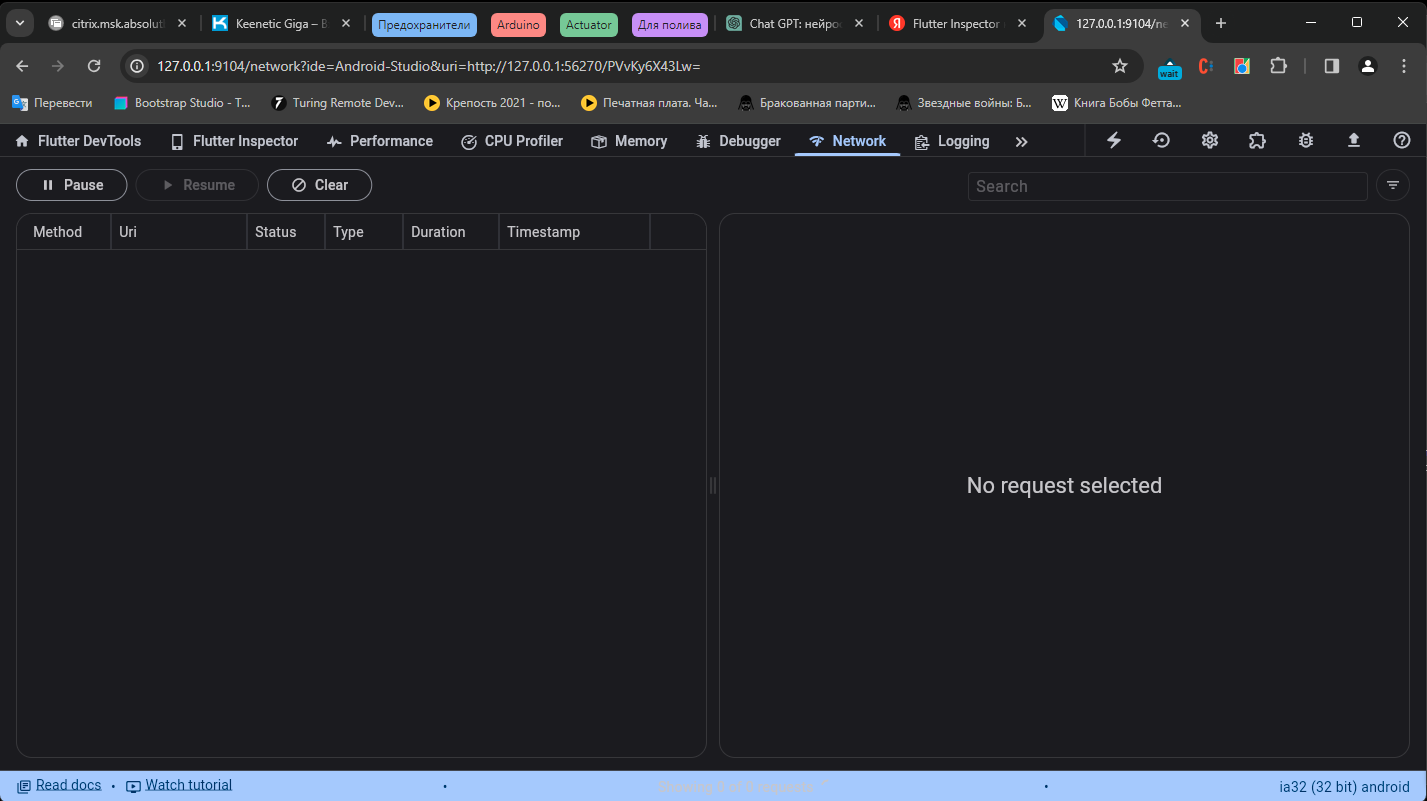 citrix.msk.absolut
Keenetic Giga – B
Предохранители
Arduino
Actuator
Для полива
Chat GPT: нейрос
Flutter Inspector
127.0.0.1:9104/ne
127.0.0.1:9104/network?ide=Android-Studio&uri=http://127.0.0.1:56270/PVvKy6X43Lw=
wait
Перевести
Bootstrap Studio - T...
Turing Remote Dev...
Крепость 2021 - по...
Печатная плата. Ча...
Бракованная парти...
Звездные войны: Б...
Книга Бобы Фетта...
Flutter DevTools
Flutter Inspector
Performance
CPU Profiler
Memory
Debugger
Network
Logging
Pause
Resume
Clear
Search
Method
Uri
Status
Type
Duration
Timestamp
No request selected
Read docs
Watch tutorial
ia32 (32 bit) android